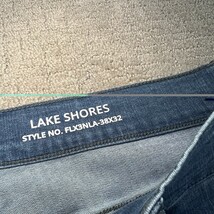 LAKE SHORES
STYLE NO. FLX3NLA-38X32